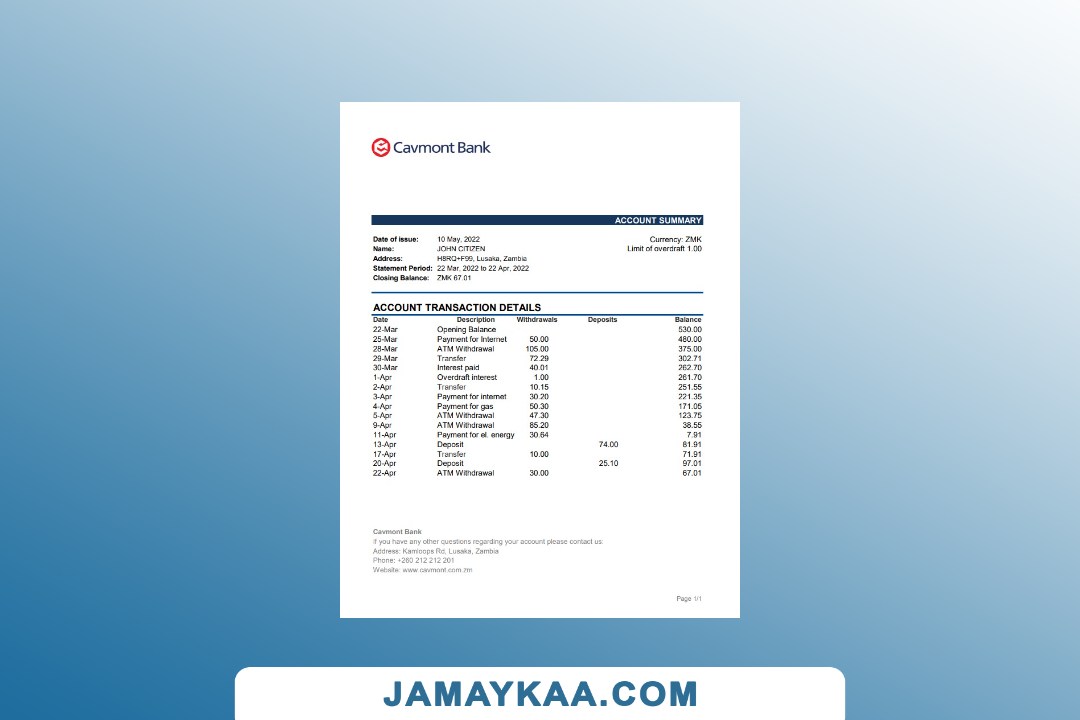 Cavmont Bank
ACCOUNT SUMMARY
Date of issue: 10 May, 2022 Currency: ZMK
Name: JOHN CITIZEN Limit of overdraft 1.00
Address: H8RQ+F99, Lusaka, Zambia
Statement Period: 22 Mar, 2022 to 22 Apr, 2022
Closing Balance: ZMK 67.01
ACCOUNT TRANSACTION DETAILS
Date Description Withdrawals Deposits Balance
22-Mar Opening Balance 530.00
25-Mar Payment for Internet 50.00 480.00
28-Mar ATM Withdrawal 105.00 375.00
29-Mar Transfer 72.29 302.71
30-Mar Interest paid 40.01 262.70
1-Apr Overdraft interest 1.00 261.70
2-Apr Transfer 10.15 251.55
3-Apr Payment for internet 30.20 221.35
4-Apr Payment for gas 50.30 171.05
5-Apr ATM Withdrawal 47.30 123.75
9-Apr ATM Withdrawal 85.20 38.55
11-Apr Payment for el. energy 30.64 7.91
13-Apr Deposit 74.00 81.91
17-Apr Transfer 10.00 71.91
20-Apr Deposit 25.10 97.01
22-Apr ATM Withdrawal 30.00 67.01
Cavmont Bank
If you have any other questions regarding your account please contact us:
Address: Kamloops Rd, Lusaka, Zambia
Phone: +260 212 212 201
Website: www.cavmont.com.zm
Page 1/1
JAMAYKAA.COM